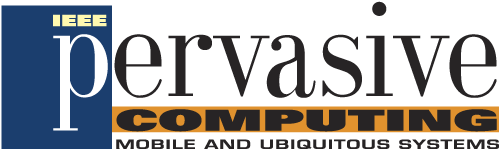 IEEE
pervasive
COMPUTING
MOBILE AND UBIQUITOUS SYSTEMS